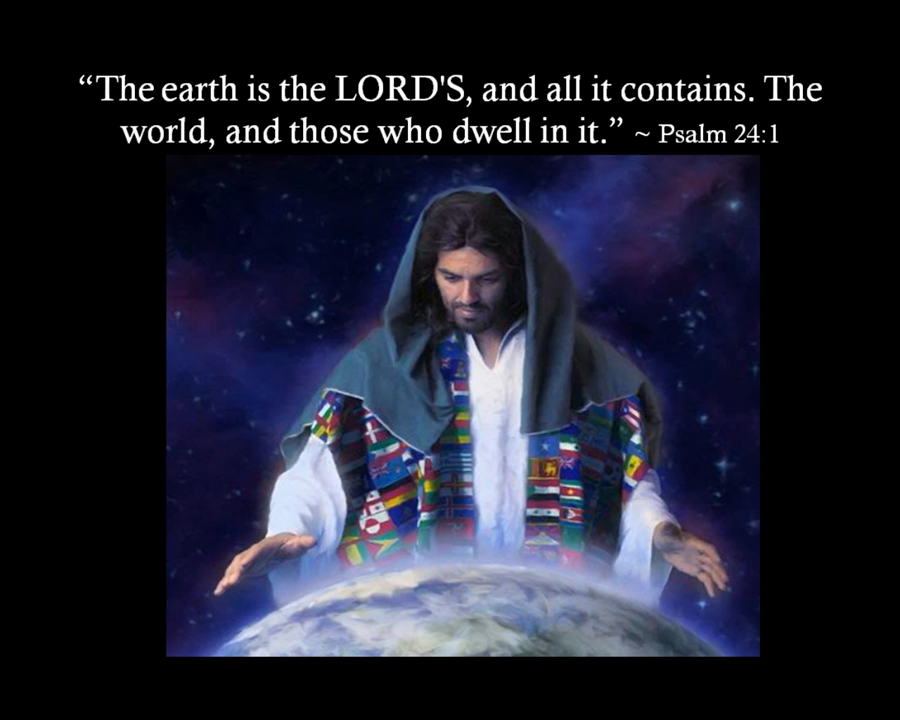 “The earth is the LORD'S, and all it contains. The
world, and those who dwell in it.” ~ Psalm 24:1